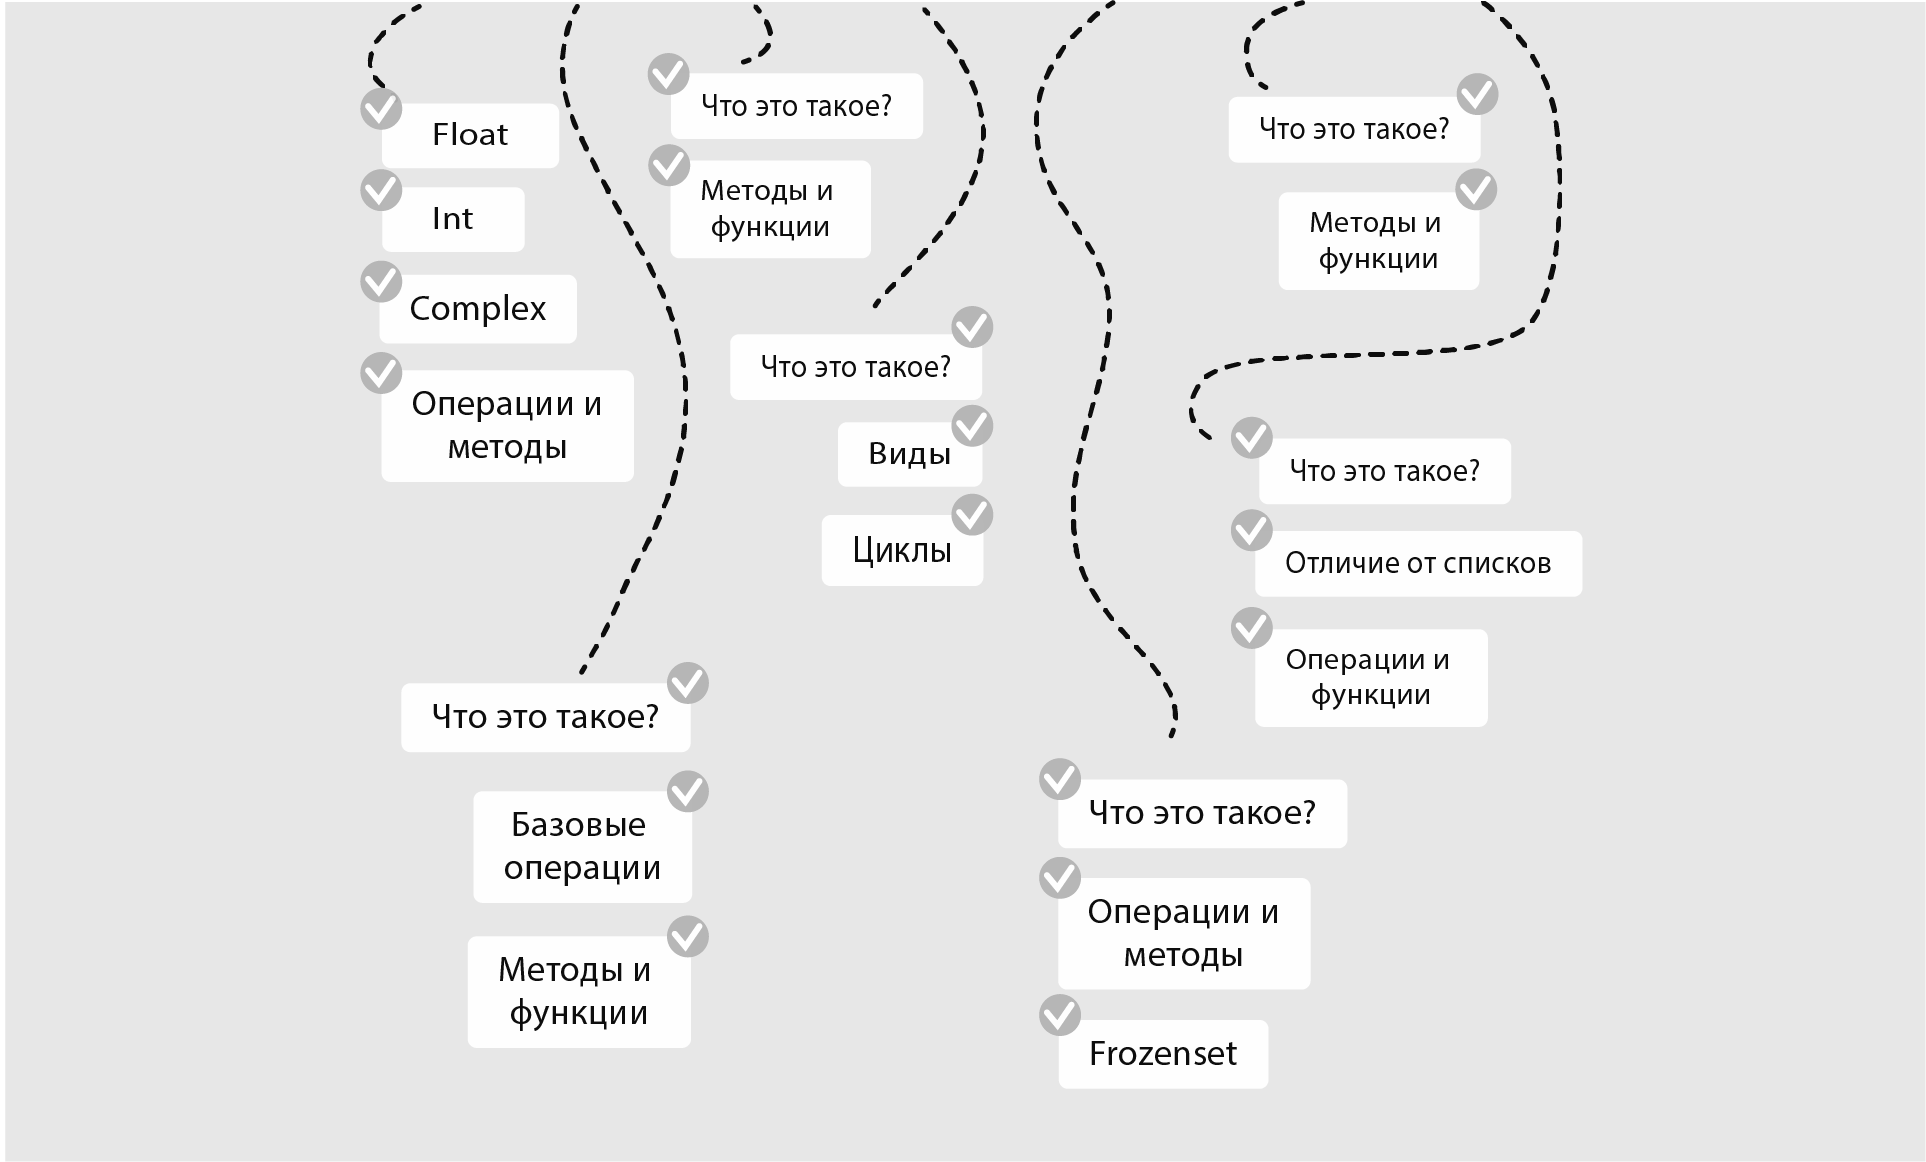 Float
Int
Complex
Операции и
методы
Что это такое?
Базовые
операции
Методы и
функции
Что это такое?
Методы и
функции
Что это такое?
Виды
Циклы
Что это такое?
Операции и
методы
Frozenset
Что это такое?
Методы и
функции
Что это такое?
Отличие от списков
Операции и
функции